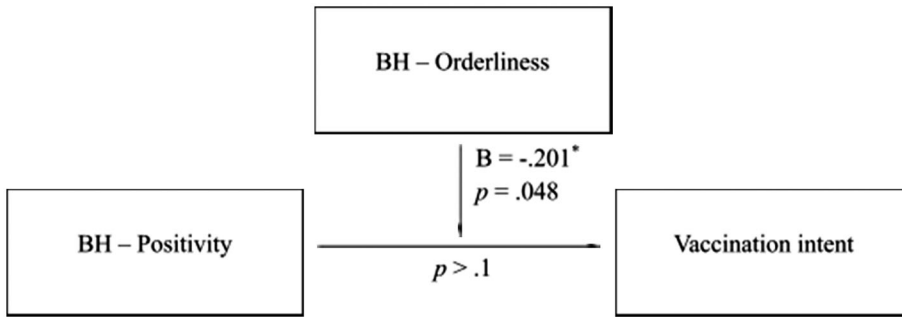 BH – Orderliness
B = -.201*
p = .048
BH – Positivity
Vaccination intent
p > .1